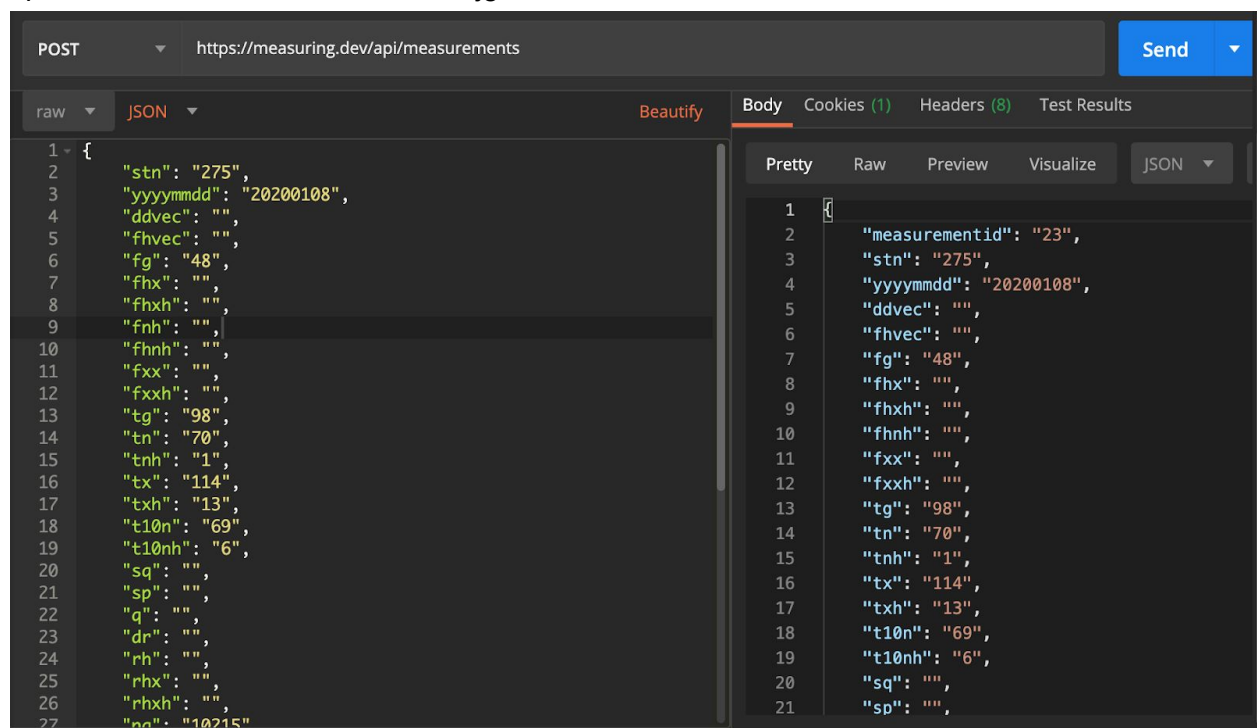 POST https://measuring.dev/api/measurements Send
raw JSON Beautify
Body Cookies (1) Headers (8) Test Results
Pretty Raw Preview Visualize JSON
1 {
2 "stn": "275",
3 "yyyymmdd": "20200108",
4 "ddvec": "",
5 "fhvec": "",
6 "fg": "48",
7 "fhx": "",
8 "fhxh": "",
9 "fnh": "",
10 "fhnh": "",
11 "fxx": "",
12 "fxxh": "",
13 "tg": "98",
14 "tn": "70",
15 "tnh": "1",
16 "tx": "114",
17 "txh": "13",
18 "t10n": "69",
19 "t10nh": "6",
20 "sq": "",
21 "sp": "",
22 "q": "",
23 "dr": "",
24 "rh": "",
25 "rhx": "",
26 "rhxh": "",
27 "pg": "10215"
1 {
2 "measurementid": "23",
3 "stn": "275",
4 "yyyymmdd": "20200108",
5 "ddvec": "",
6 "fhvec": "",
7 "fg": "48",
8 "fhx": "",
9 "fhxh": "",
10 "fhnh": "",
11 "fxx": "",
12 "fxxh": "",
13 "tg": "98",
14 "tn": "70",
15 "tnh": "1",
16 "tx": "114",
17 "txh": "13",
18 "t10n": "69",
19 "t10nh": "6",
20 "sq": "",
21 "sp": "",